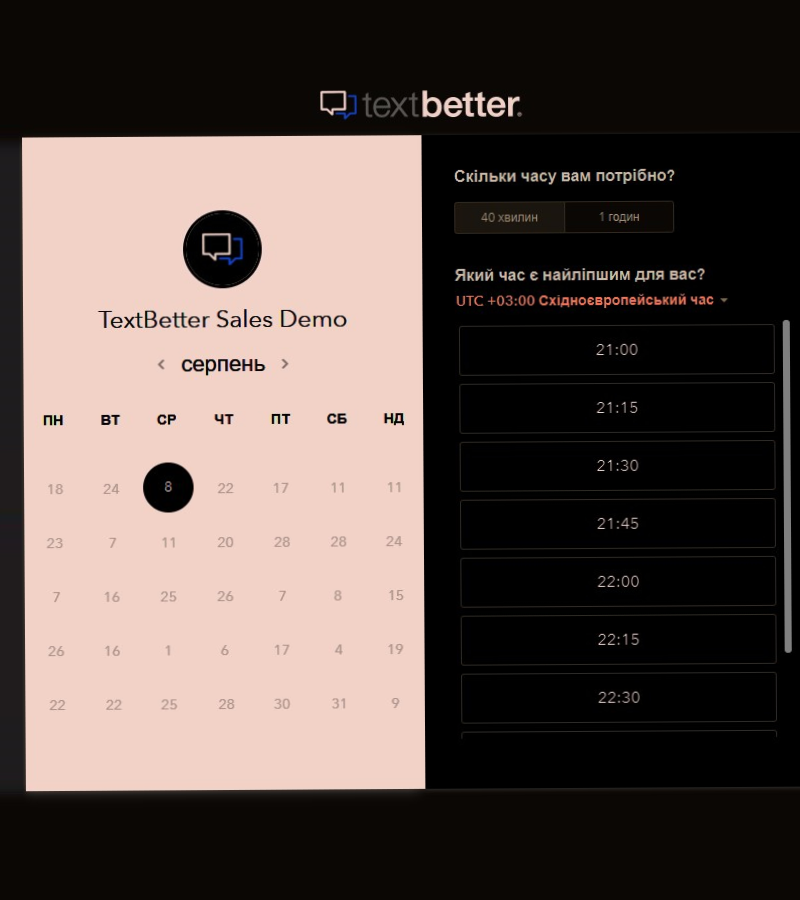 textbetter.
TextBetter Sales Demo
серпень
ПН ВТ СР ЧТ ПТ СБ НД
18 24 8 22 17 11 11
23 7 11 20 28 28 24
7 16 25 26 7 8 15
26 16 1 6 17 4 19
22 22 25 28 30 31 9
Скільки часу вам потрібно?
40 хвилин 1 годин
Який час є найліпшим для вас?
UTC +03:00 Східноєвропейський час
21:00
21:15
21:30
21:45
22:00
22:15
22:30